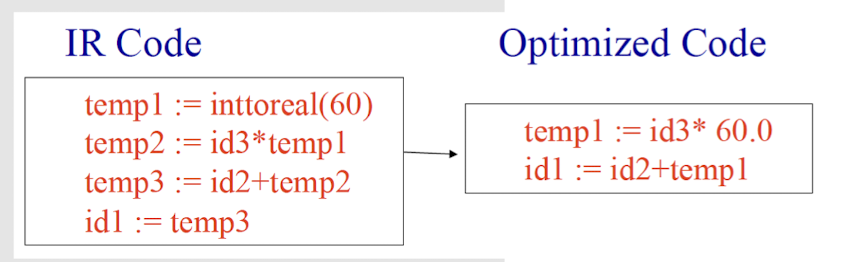 IR Code
temp1 := inttoreal(60)
temp2 := id3*temp1
temp3 := id2+temp2
id1 := temp3
Optimized Code
temp1 := id3* 60.0
id1 := id2+temp1